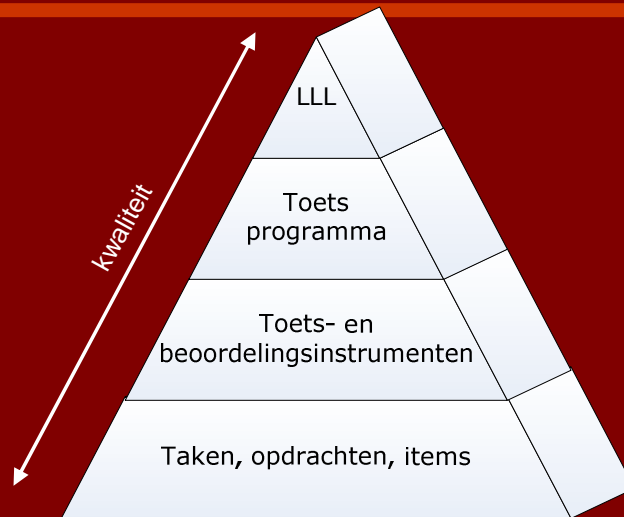 LLL
kwaliteit
Toets
programma
Toets- en
beoordelingsinstrumenten
Taken, opdrachten, items